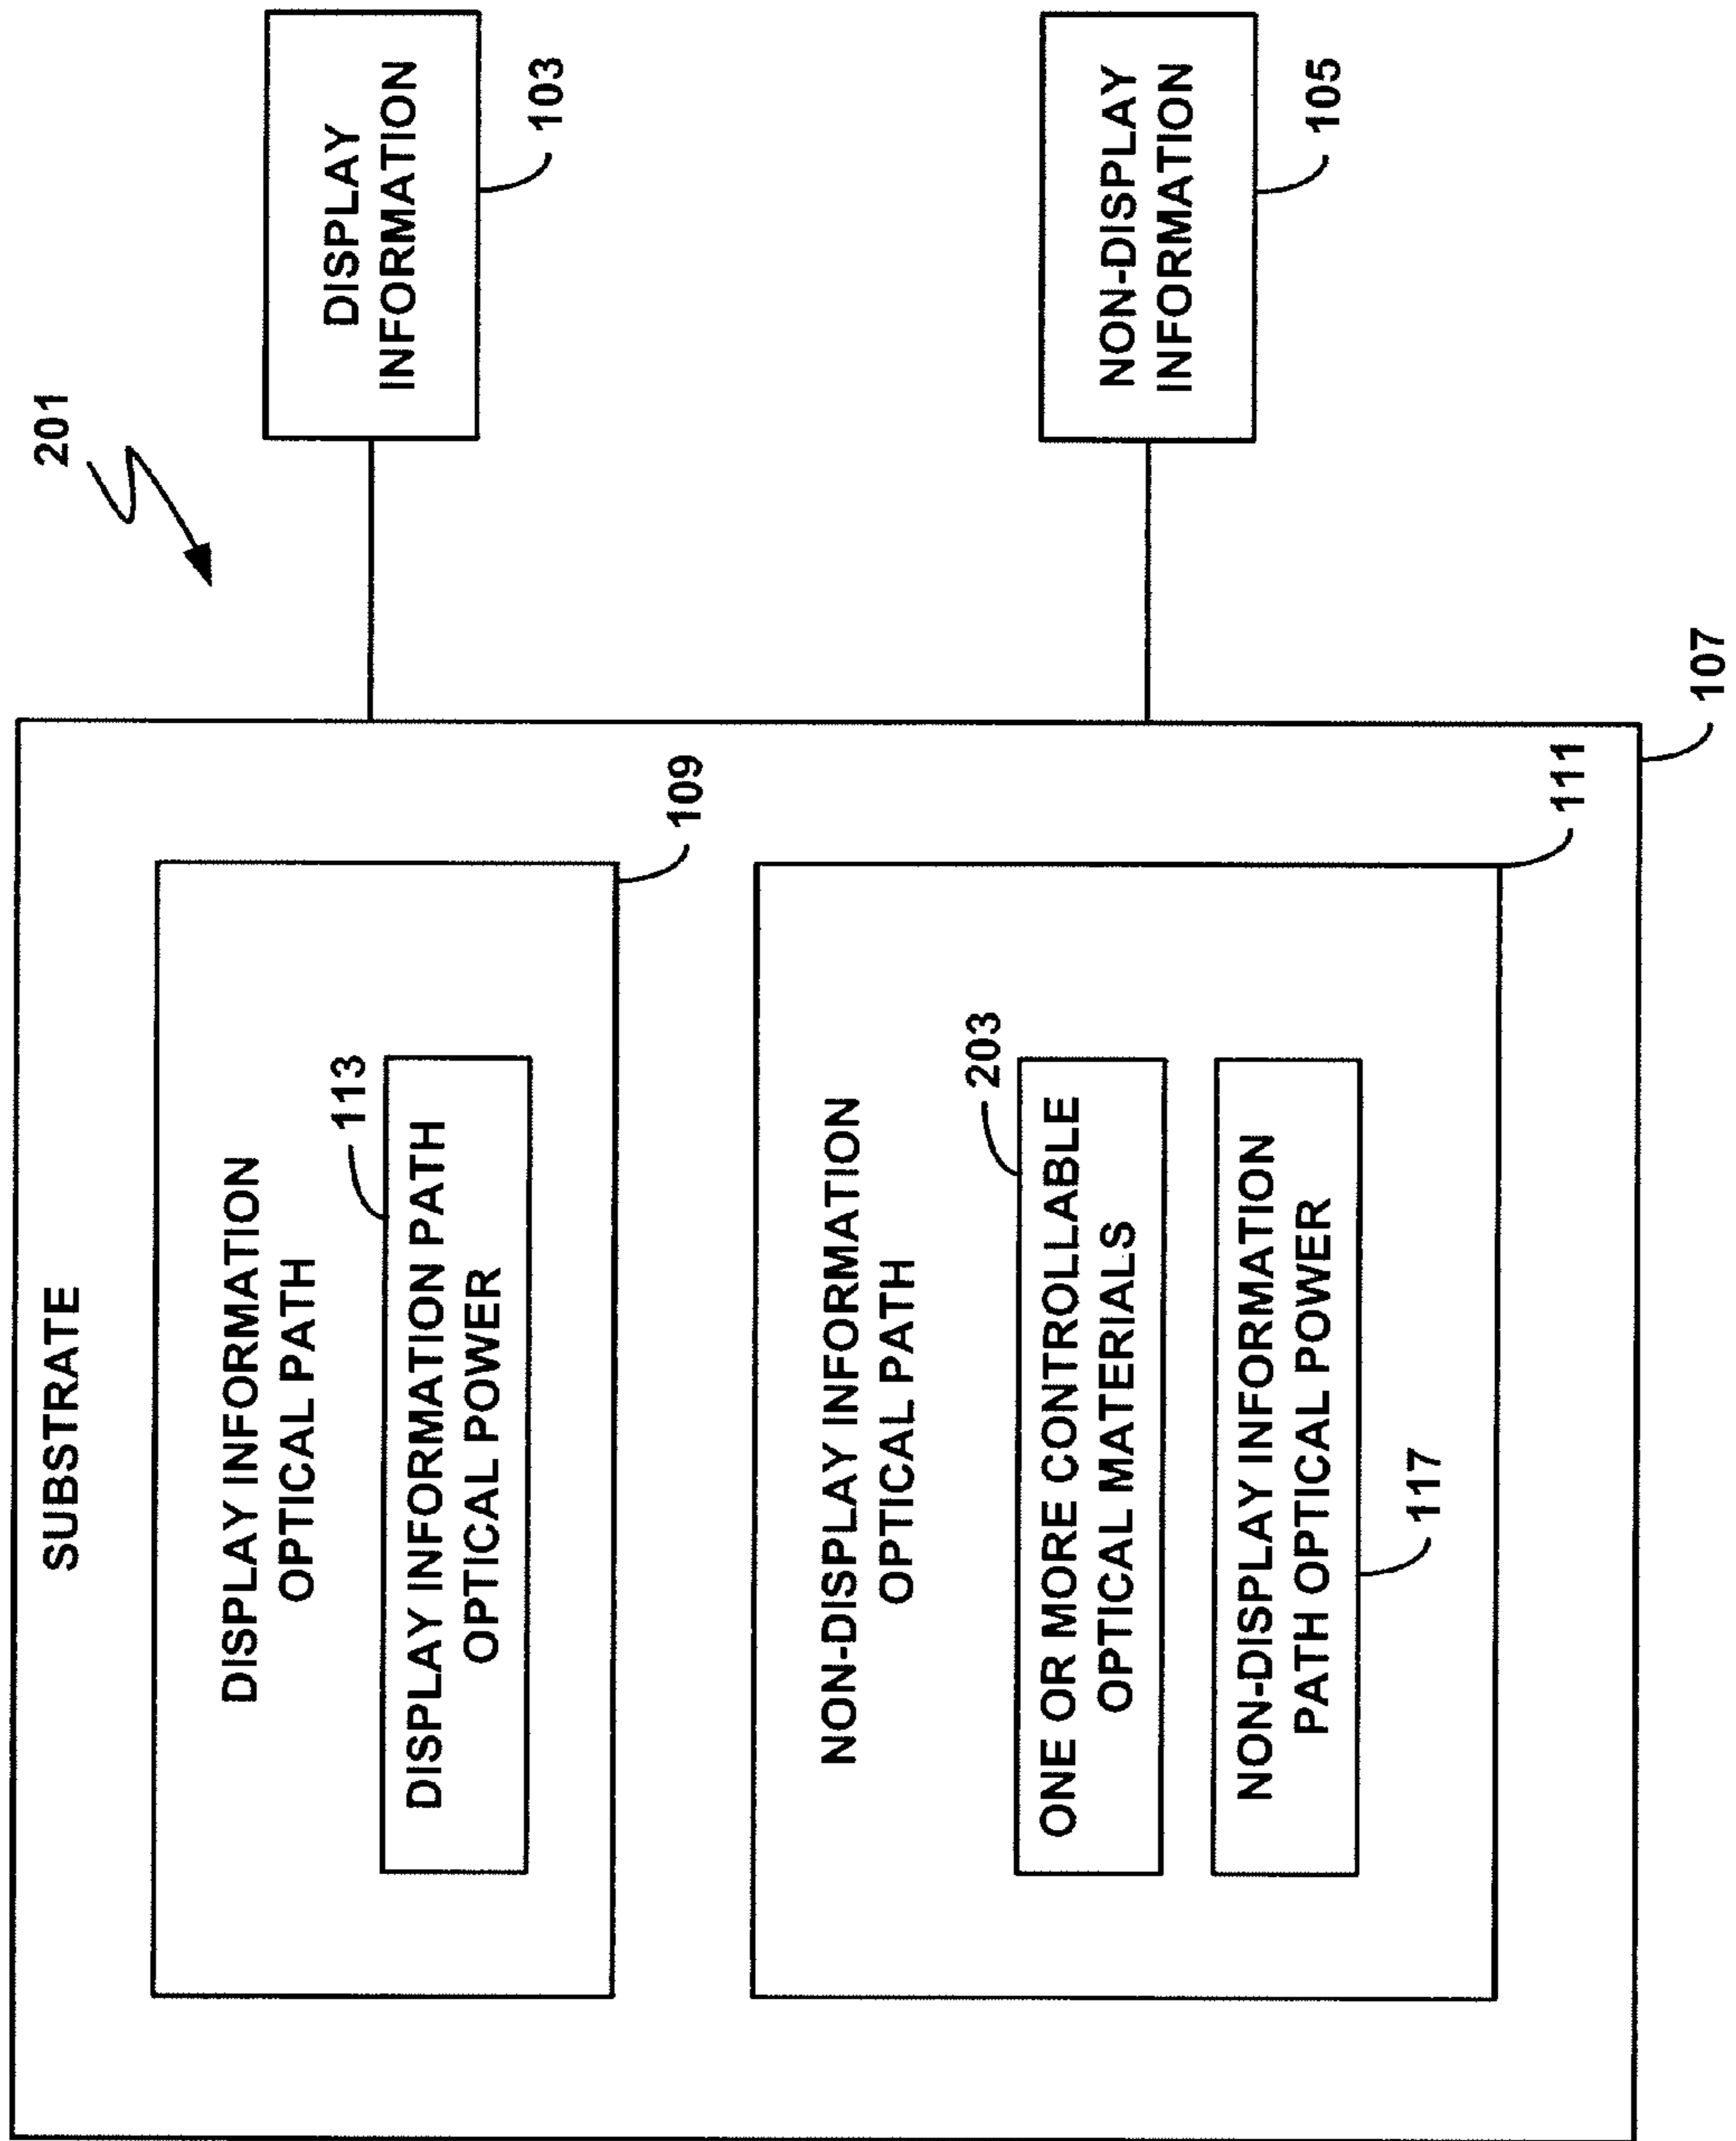 201
SUBSTRATE
DISPLAY INFORMATION
OPTICAL PATH
113
DISPLAY INFORMATION PATH
OPTICAL POWER
109
NON-DISPLAY INFORMATION
OPTICAL PATH
203
ONE OR MORE CONTROLLABLE
OPTICAL MATERIALS
NON-DISPLAY INFORMATION
PATH OPTICAL POWER
117
111
107
DISPLAY
INFORMATION
103
NON-DISPLAY
INFORMATION
105